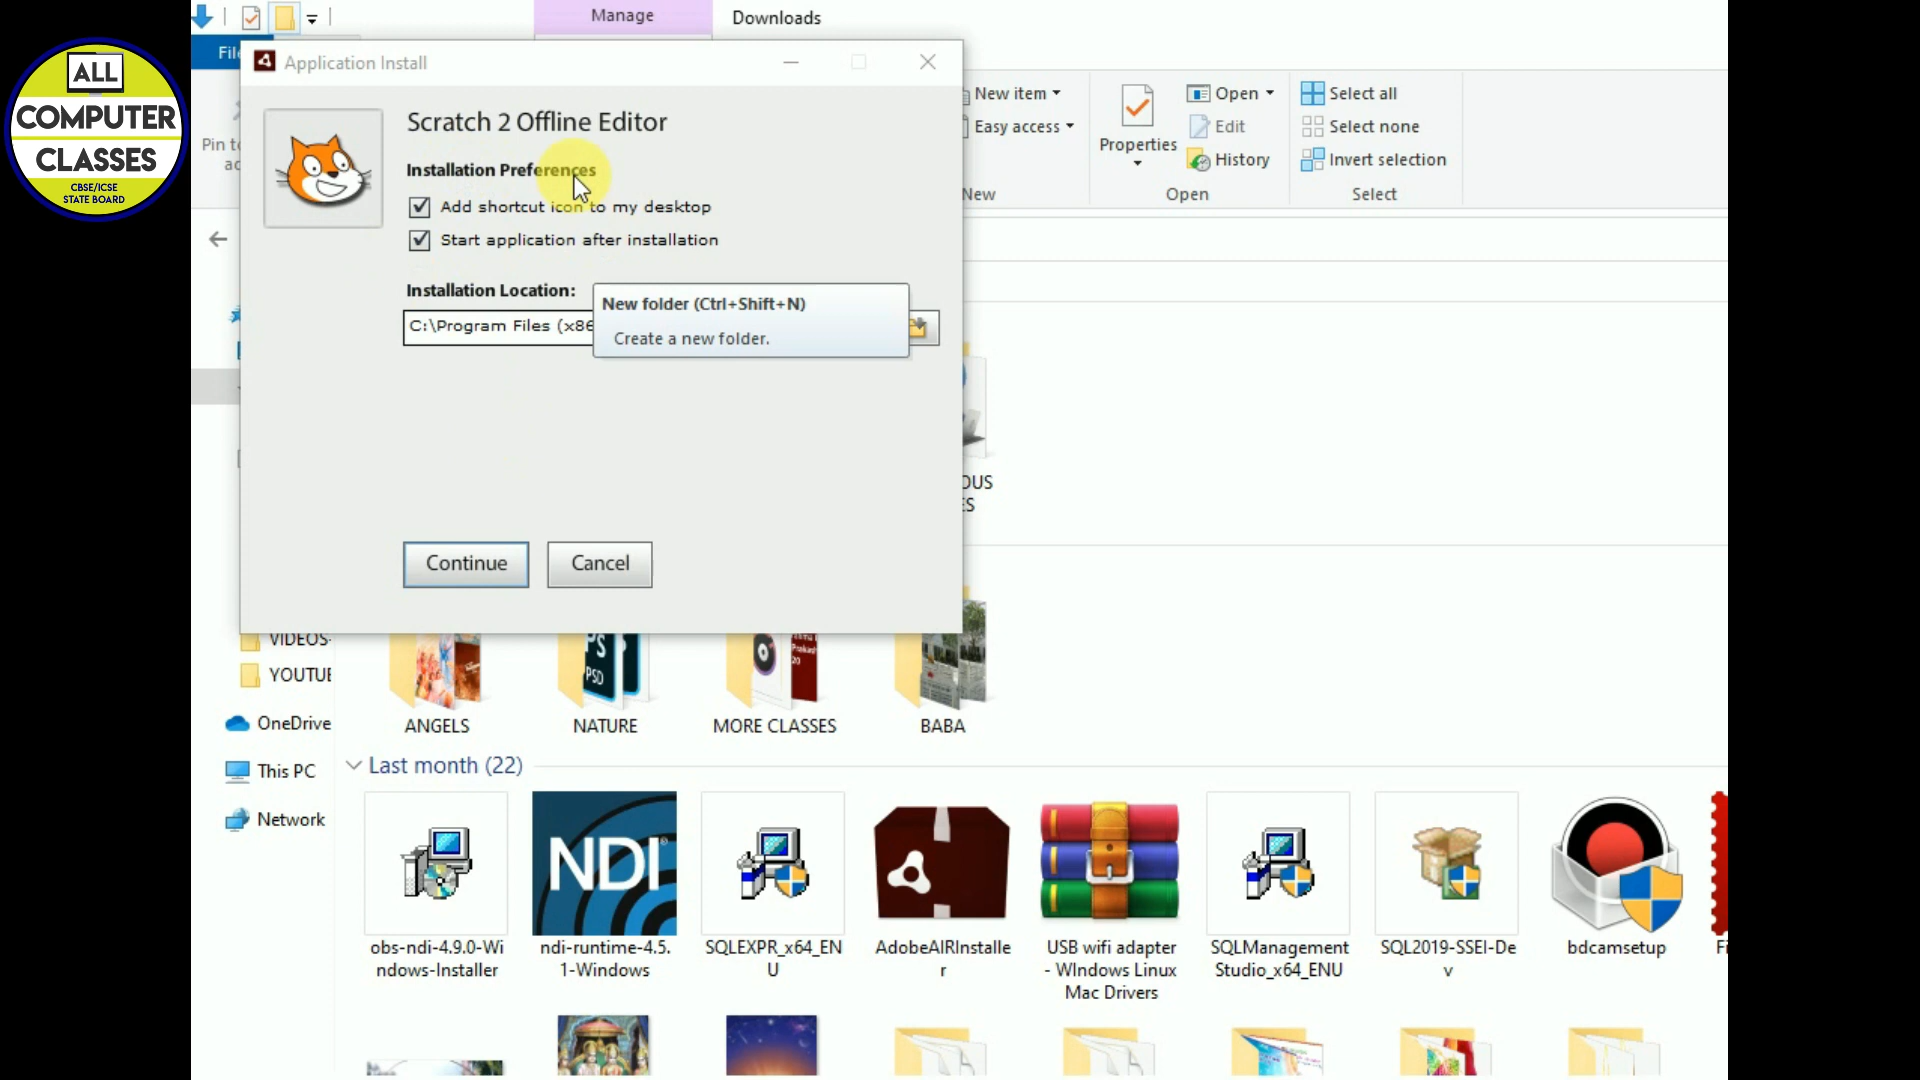 ALL
COMPUTER
CLASSES
CBSE/ICSE
STATE BOARD
Manage
Downloads
Application Install
New item
Easy access
New
Properties
Open
Edit
History
Open
Select all
Select none
Invert selection
Select
Scratch 2 Offline Editor
Installation Preferences
Add shortcut icon to my desktop
Start application after installation
Installation Location:
C:\Program Files (x86
New folder (Ctrl+Shift+N)
Create a new folder.
Continue
Cancel
VIDEOS-
OneDrive
This PC
Network
PS
PSD
ANGELS
NATURE
MORE CLASSES
BABA
Last month (22)
NDI
obs-ndi-4.9.0-Wi
ndows-Installer
ndi-runtime-4.5.
1-Windows
SQLEXPR_x64_EN
U
AdobeAIRInstalle
r
USB wifi adapter
- WIndows Linux
Mac Drivers
SQLManagement
Studio_x64_ENU
SQL2019-SSEI-De
v
bdcamsetup